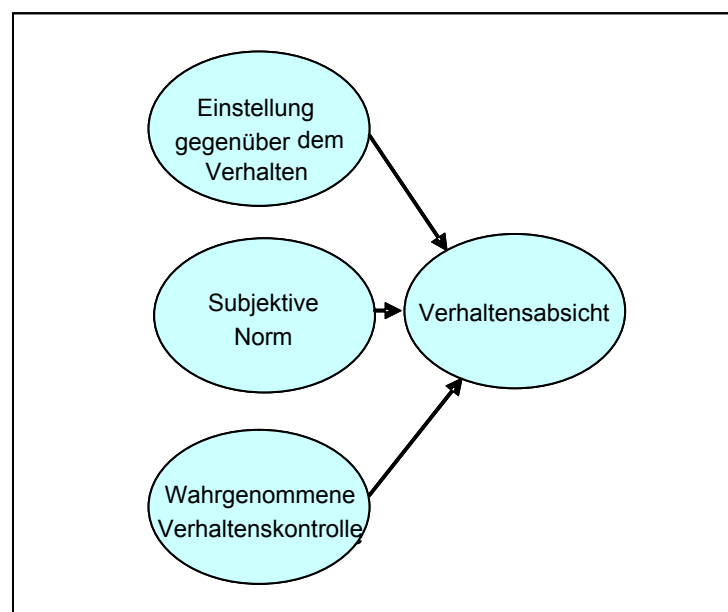 Einstellung
gegenüber dem
Verhalten
Subjektive
Norm
Verhaltensabsicht
Wahrgenommene
Verhaltenskontrolle